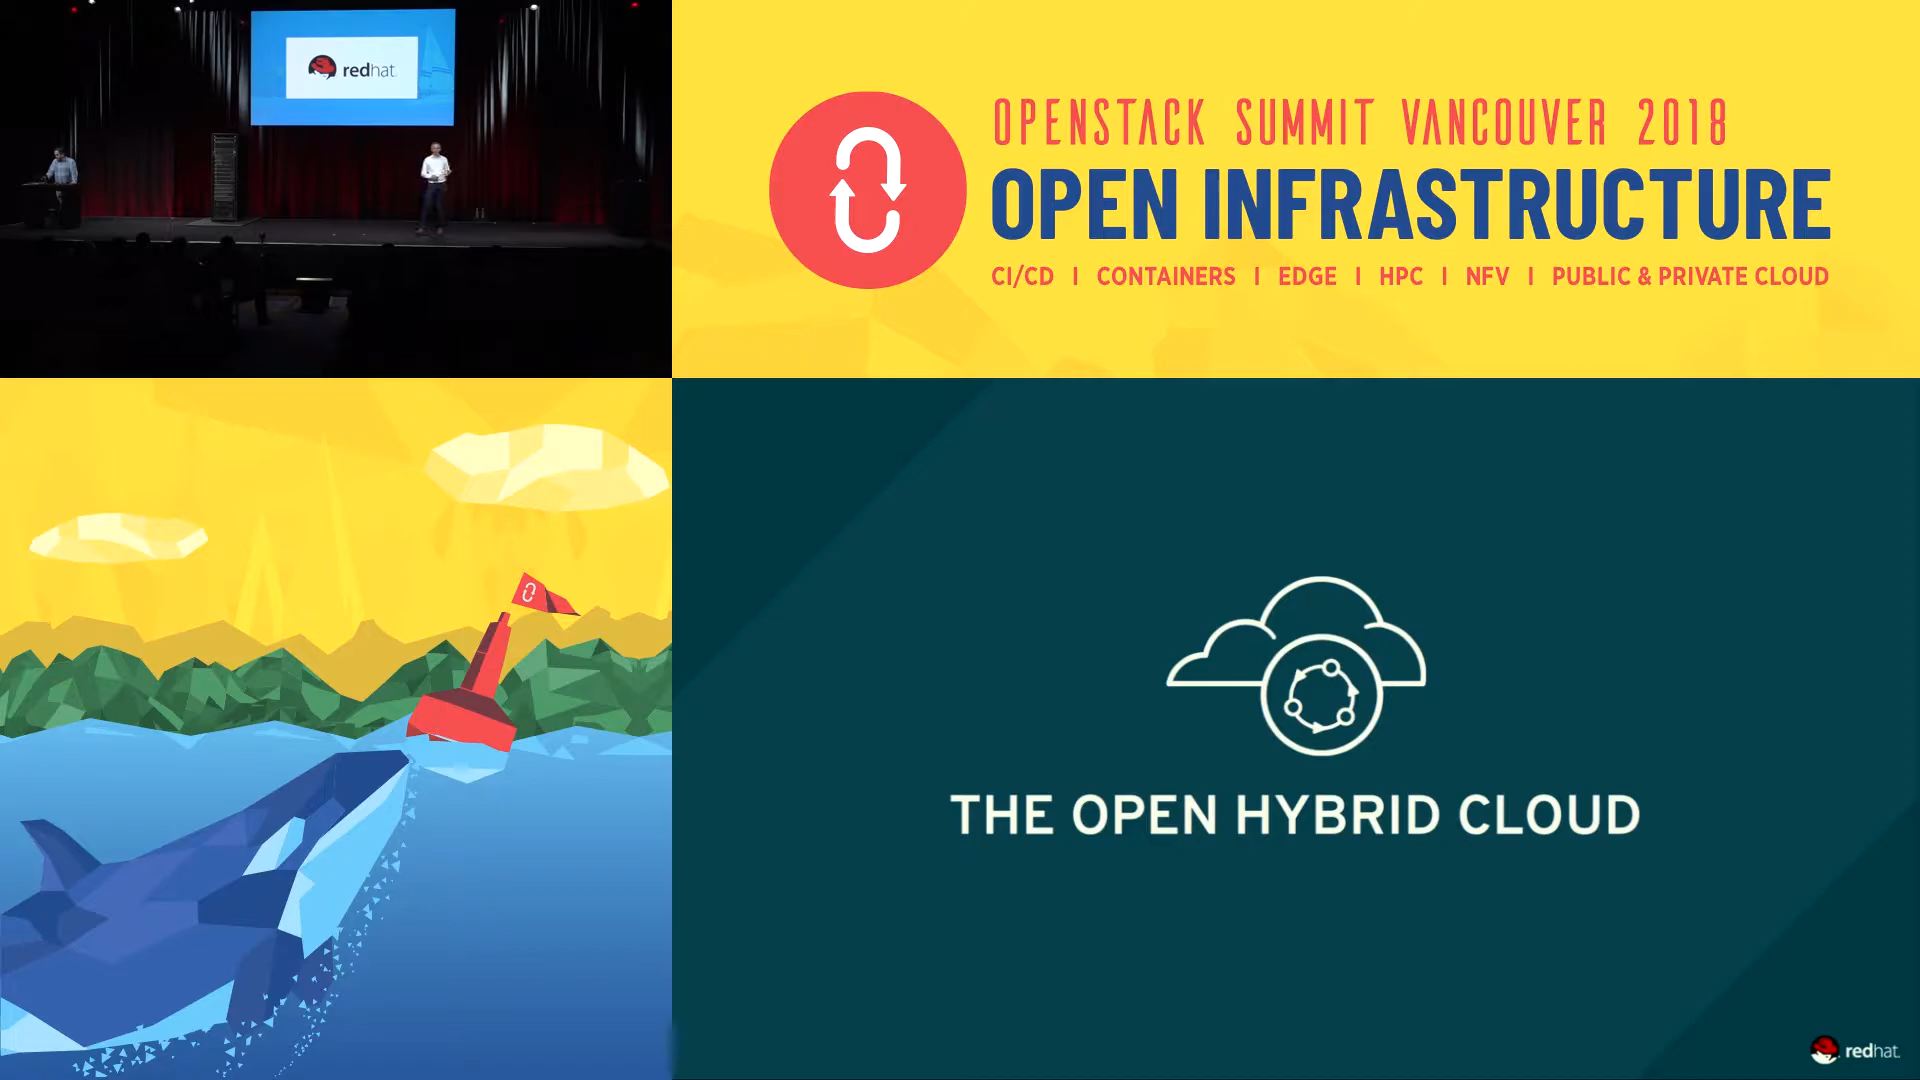 redhat.
OPENSTACK SUMMIT VANCOUVER 2018
OPEN INFRASTRUCTURE
CI/CD | CONTAINERS | EDGE | HPC | NFV | PUBLIC & PRIVATE CLOUD
THE OPEN HYBRID CLOUD
redhat.